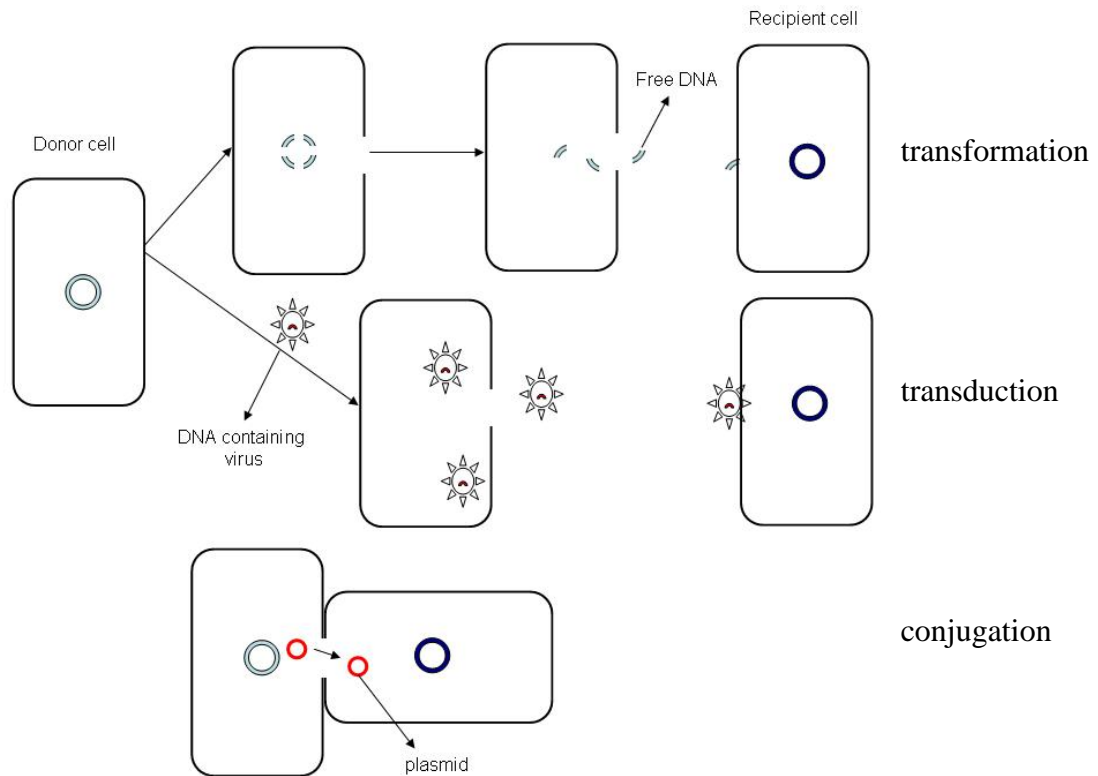 Recipient cell
Free DNA
Donor cell
transformation
transduction
DNA containing
virus
conjugation
plasmid